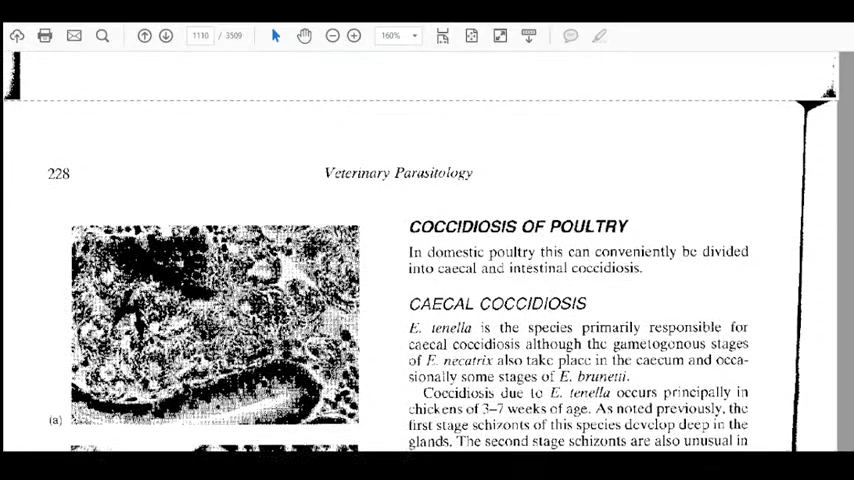 1110 / 3509
160%
228
Veterinary Parasitology
(a)
COCCIDIOSIS OF POULTRY
In domestic poultry this can conveniently be divided
into caecal and intestinal coccidiosis.
CAECAL COCCIDIOSIS
E. tenella is the species primarily responsible for
caecal coccidiosis although the gametogonous stages
of E. necatrix also take place in the caecum and occa-
sionally some stages of E. brunetti.
Coccidiosis due to E. tenella occurs principally in
chickens of 3–7 weeks of age. As noted previously, the
first stage schizonts of this species develop deep in the
glands. The second stage schizonts are also unusual in